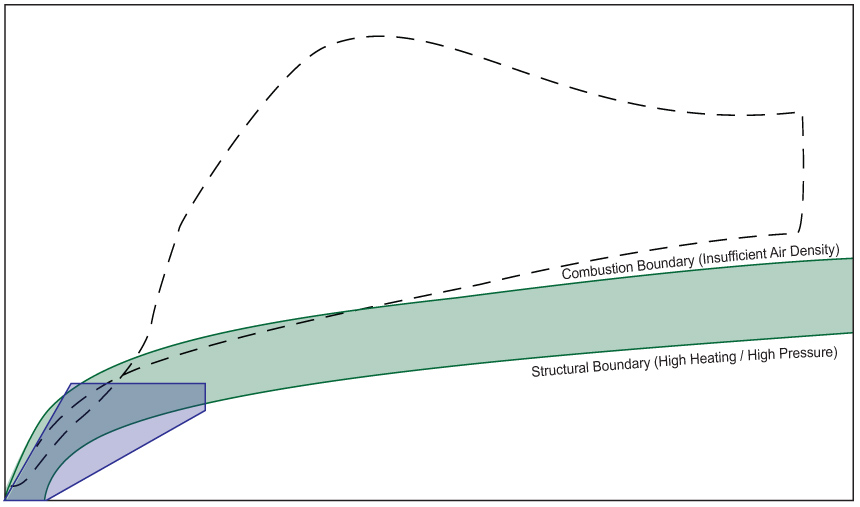 Combustion Boundary (Insufficient Air Density)
Structural Boundary (High Heating / High Pressure)